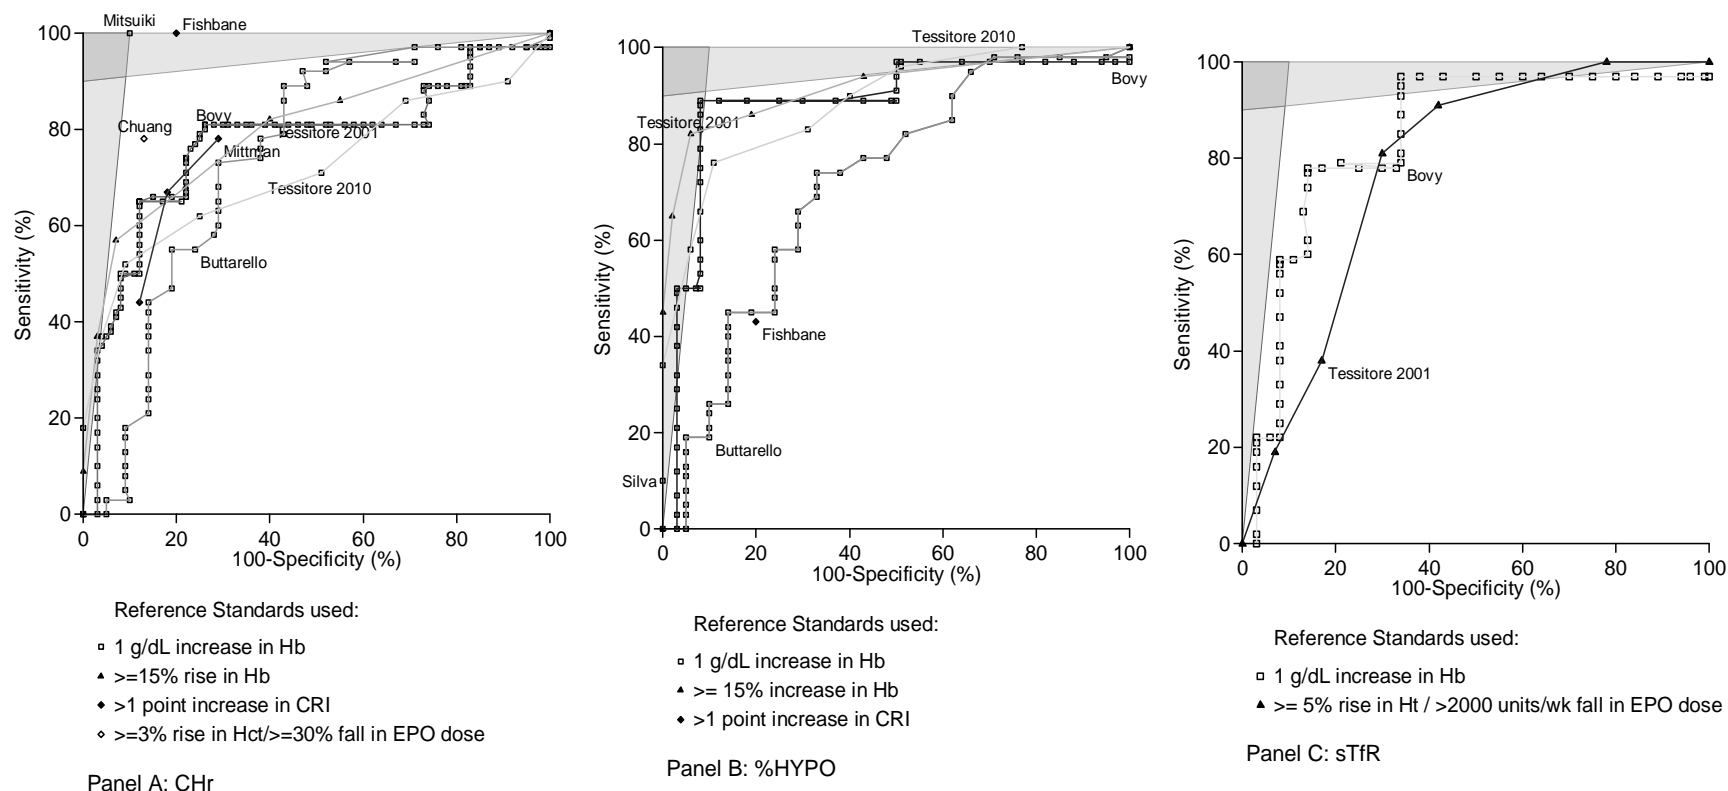 Mitsuiki
Fishbane
100
80
60
40
20
0
Sensitivity (%)
Chuang
Bovy
Tessitore 2001
Mittman
Tessitore 2010
Buttarello
0 20 40 60 80 100
100-Specificity (%)
Reference Standards used:
1 g/dL increase in Hb
>=15% rise in Hb
>1 point increase in CRI
>=3% rise in Hct/>=30% fall in EPO dose
Panel A: CHr
Tessitore 2010
100
80
60
40
20
0
Sensitivity (%)
Bovy
Tessitore 2001
Fishbane
Buttarello
Silva
0 20 40 60 80 100
100-Specificity (%)
Reference Standards used:
1 g/dL increase in Hb
>= 15% increase in Hb
>1 point increase in CRI
Panel B: %HYPO
100
80
60
40
20
0
Sensitivity (%)
Bovy
Tessitore 2001
0 20 40 60 80 100
100-Specificity (%)
Reference Standards used:
1 g/dL increase in Hb
>= 5% rise in Ht / >2000 units/wk fall in EPO dose
Panel C: sTfR